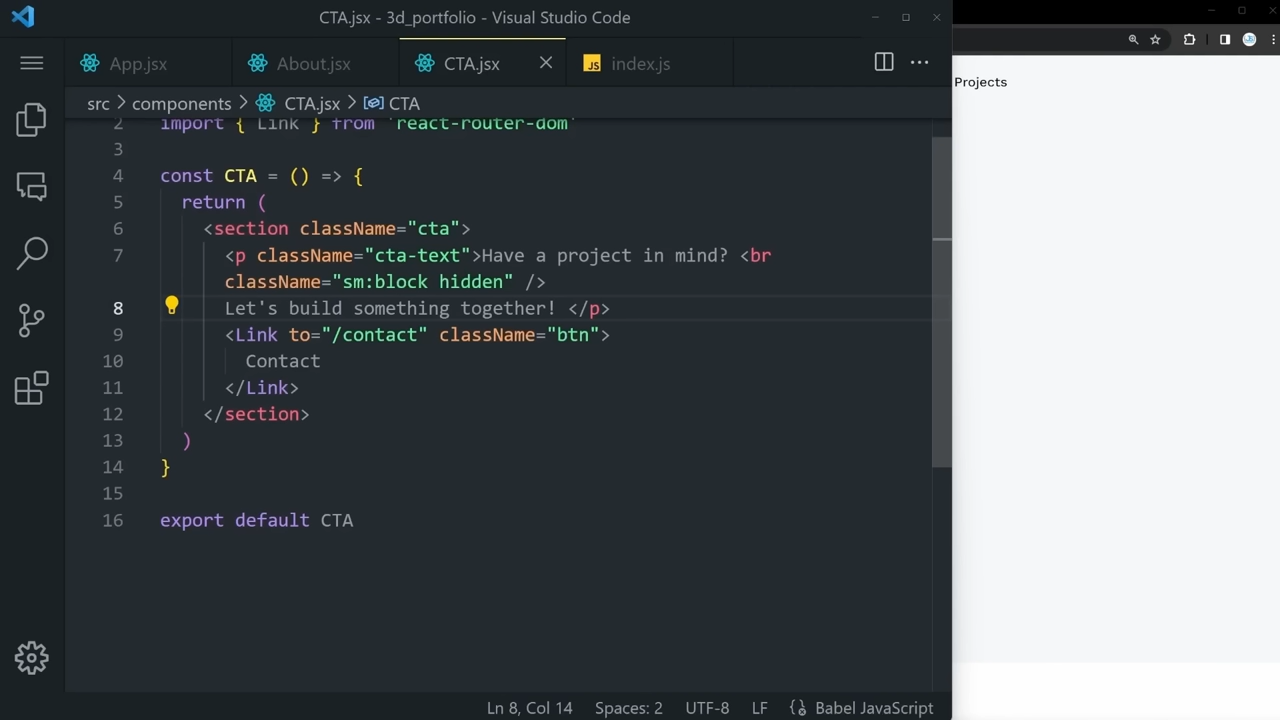 CTA.jsx - 3d_portfolio - Visual Studio Code
App.jsx
About.jsx
CTA.jsx
JS index.js
src > components > CTA.jsx > CTA
Projects
2 import { Link } from 'react-router-dom'
3
4 const CTA = () => {
5 return (
6 <section className="cta">
7 <p className="cta-text">Have a project in mind? <br
className="sm:block hidden" />
8 Let's build something together! </p>
9 <Link to="/contact" className="btn">
10 Contact
11 </Link>
12 </section>
13 )
14 }
15
16 export default CTA
Ln 8, Col 14 Spaces: 2 UTF-8 LF Babel JavaScript